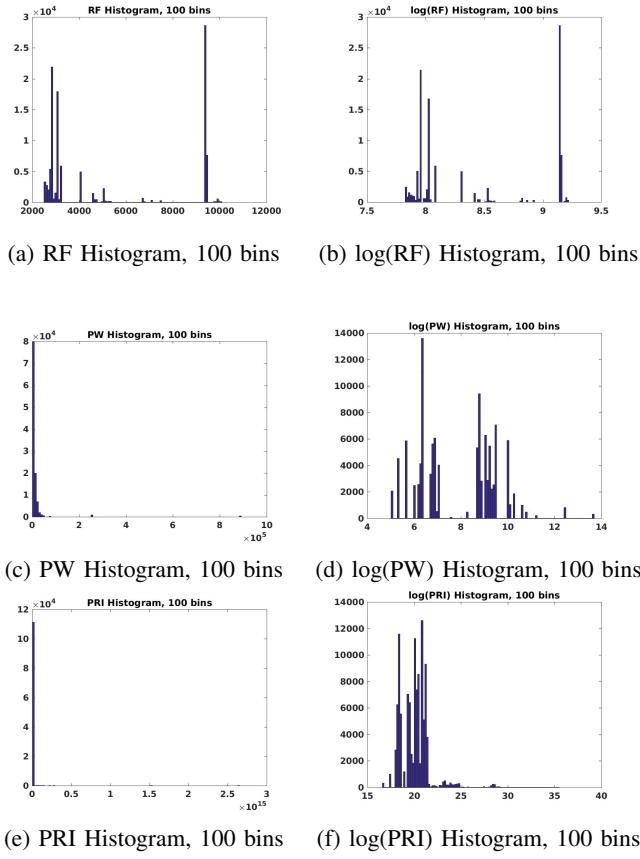 RF Histogram, 100 bins
×10^4
3
2.5
2
1.5
1
0.5
0
2000 4000 6000 8000 10000 12000
(a) RF Histogram, 100 bins
log(RF) Histogram, 100 bins
×10^4
3
2.5
2
1.5
1
0.5
0
7.5 8 8.5 9 9.5
(b) log(RF) Histogram, 100 bins
PW Histogram, 100 bins
×10^4
8
7
6
5
4
3
2
1
0
0 2 4 6 8 10
×10^5
(c) PW Histogram, 100 bins
log(PW) Histogram, 100 bins
14000
12000
10000
8000
6000
4000
2000
0
4 6 8 10 12 14
(d) log(PW) Histogram, 100 bins
PRI Histogram, 100 bins
×10^4
12
10
8
6
4
2
0
0 0.5 1 1.5 2 2.5 3
×10^15
(e) PRI Histogram, 100 bins
log(PRI) Histogram, 100 bins
14000
12000
10000
8000
6000
4000
2000
0
15 20 25 30 35 40
(f) log(PRI) Histogram, 100 bins